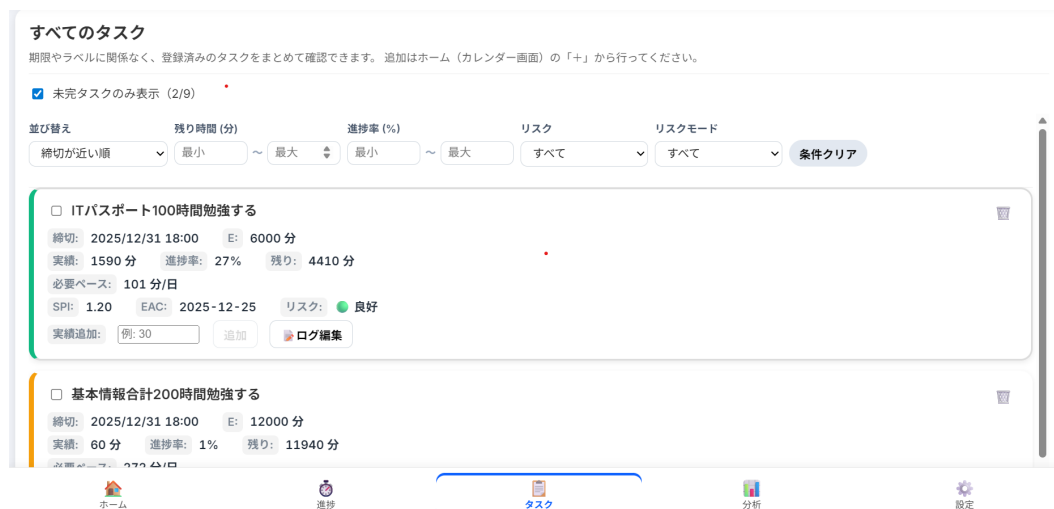 すべてのタスク
期限やラベルに関係なく、登録済みのタスクをまとめて確認できます。 追加はホーム（カレンダー画面）の「＋」から行ってください。
未完タスクのみ表示（2/9）
並び替え 残り時間 (分) 進捗率 (%) リスク リスクモード
締切が近い順 最小 ～ 最大 最小 ～ 最大 すべて すべて 条件クリア
ITパスポート100時間勉強する
締切: 2025/12/31 18:00 E: 6000 分
実績: 1590 分 進捗率: 27% 残り: 4410 分
必要ペース: 101 分/日
SPI: 1.20 EAC: 2025-12-25 リスク: 良好
実績追加: 例: 30 追加 ログ編集
基本情報合計200時間勉強する
締切: 2025/12/31 18:00 E: 12000 分
実績: 60 分 進捗率: 1% 残り: 11940 分
必要ペース: 272 分/日
ホーム 進捗 タスク 分析 設定